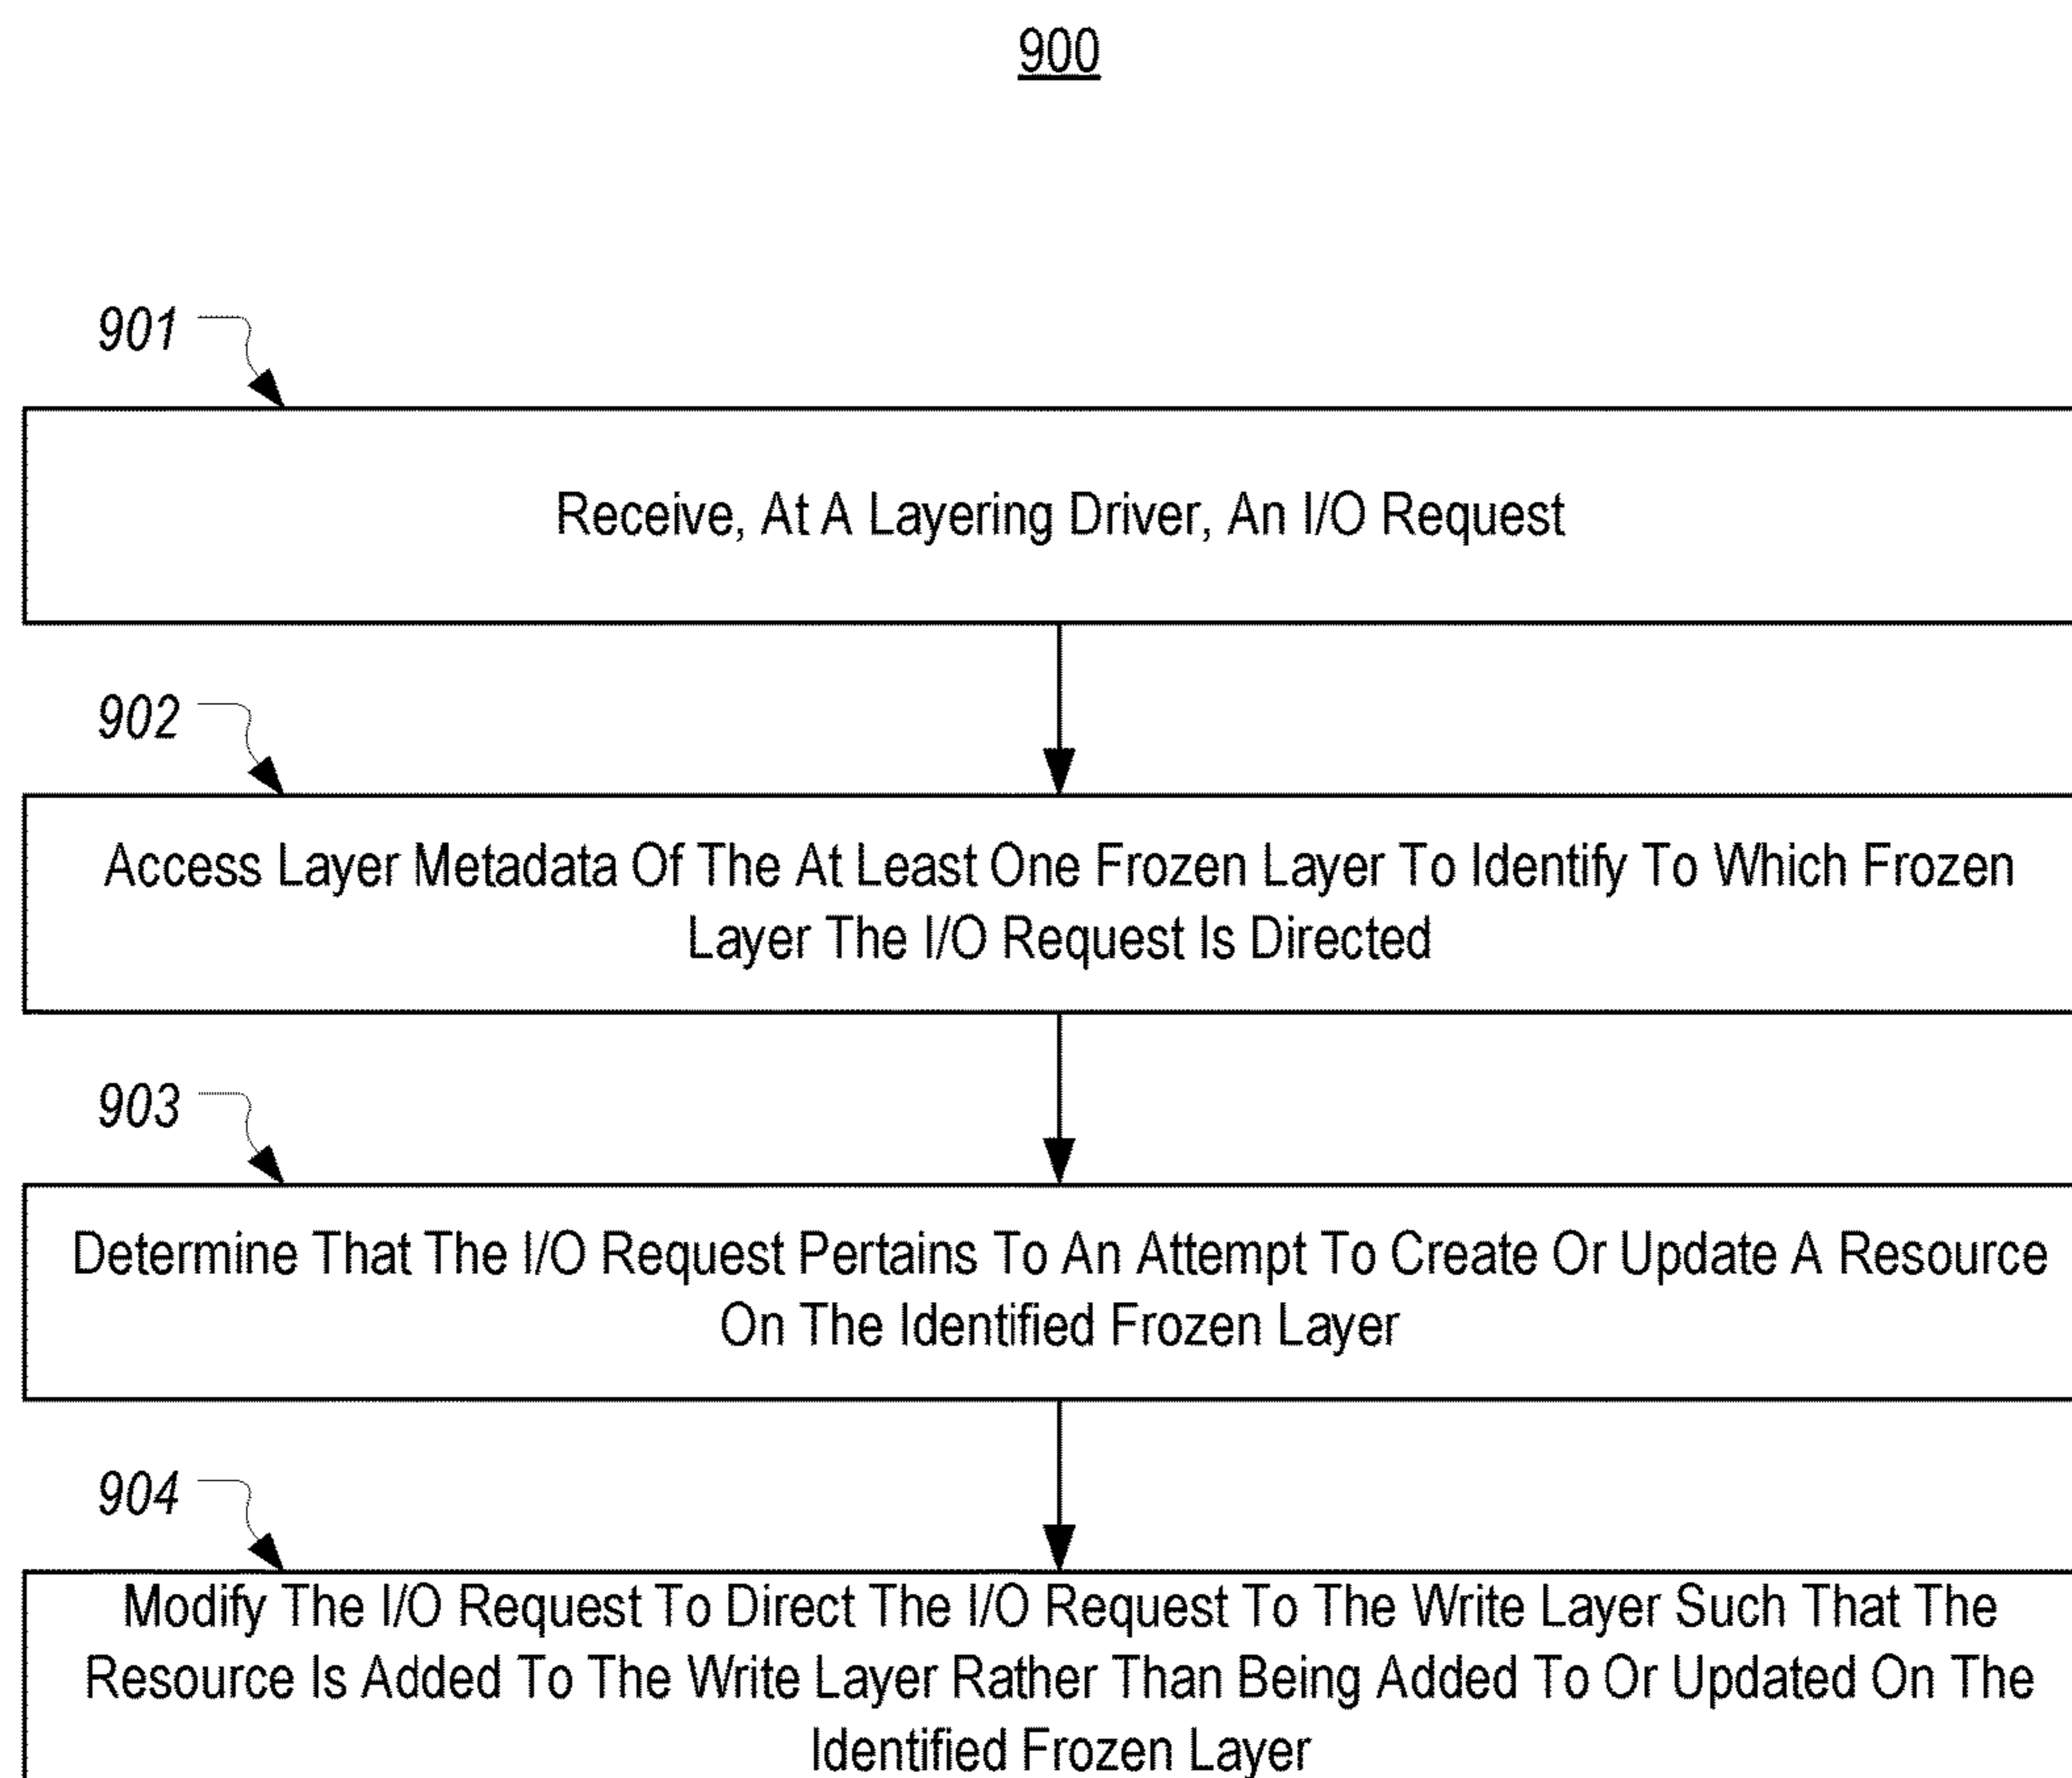 900
901
Receive, At A Layering Driver, An I/O Request
902
Access Layer Metadata Of The At Least One Frozen Layer To Identify To Which Frozen
Layer The I/O Request Is Directed
903
Determine That The I/O Request Pertains To An Attempt To Create Or Update A Resource
On The Identified Frozen Layer
904
Modify The I/O Request To Direct The I/O Request To The Write Layer Such That The
Resource Is Added To The Write Layer Rather Than Being Added To Or Updated On The
Identified Frozen Layer